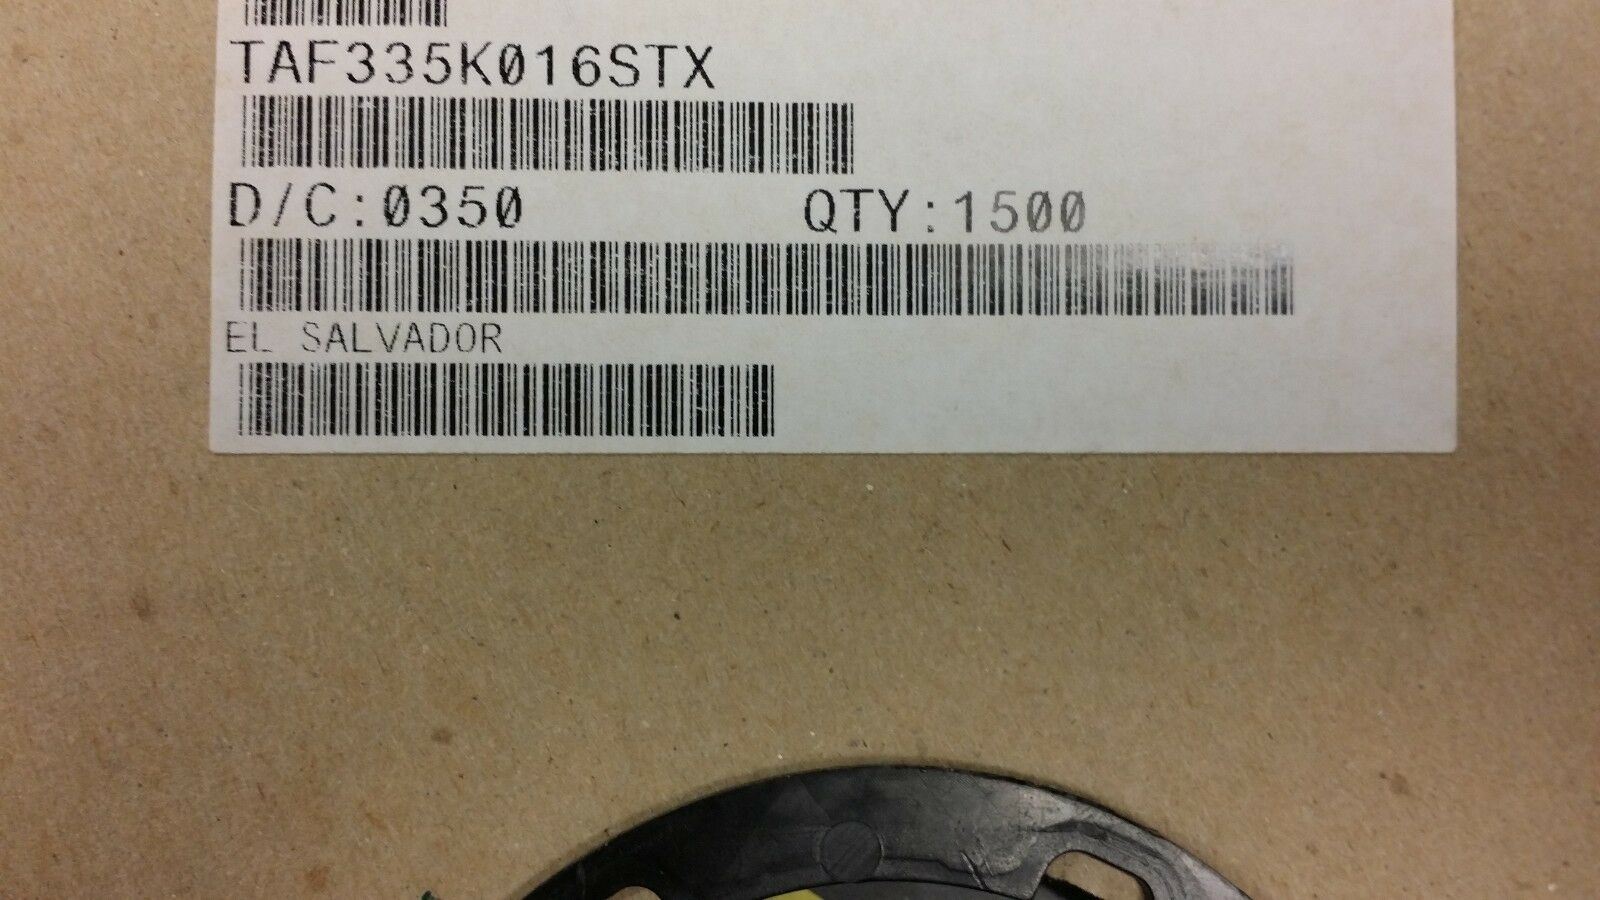 TAF335K016STX
D/C:0350 QTY:1500
EL SALVADOR